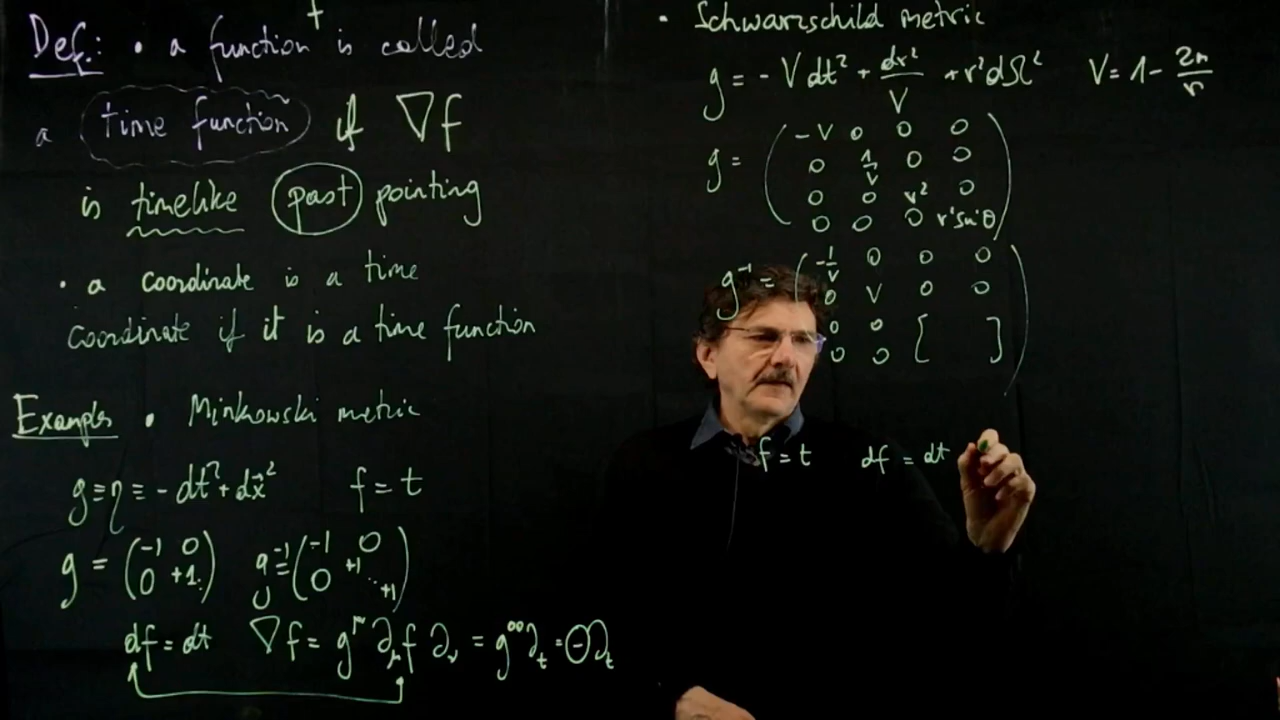 f
Def: • a function is called
a time function if ∇f
is timelike past pointing
• a coordinate is a time
coordinate if it is a time function
Examples • Minkowski metric
g ≡ η ≡ - dt² + dx⃗² f = t
g = (-1 0 0 +1.) g⁻¹ = (-1 0 0 +1 ⋱ +1)
df = dt ∇f = g^μν ∂_μ f ∂_ν = g^00 ∂_t = -∂_t
• Schwarzschild metric
g = - V dt² + dr²/V + r² dΩ² V = 1 - 2m/r
g = (-V 0 0 0
0 1/V 0 0
0 0 r² 0
0 0 0 r² sin² θ)
g⁻¹ = (-1/V 0 0 0
0 V 0 0
0 0 [ ]
0 0
f = t df = dt